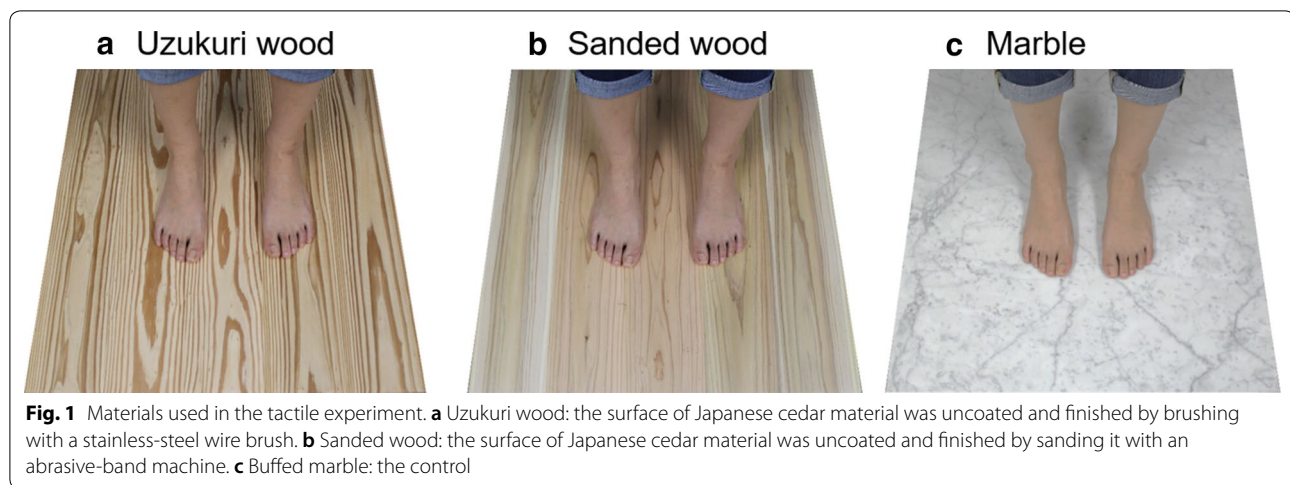 a Uzukuri wood
b Sanded wood
c Marble
Fig. 1 Materials used in the tactile experiment. a Uzukuri wood: the surface of Japanese cedar material was uncoated and finished by brushing
with a stainless-steel wire brush. b Sanded wood: the surface of Japanese cedar material was uncoated and finished by sanding it with an
abrasive-band machine. c Buffed marble: the control